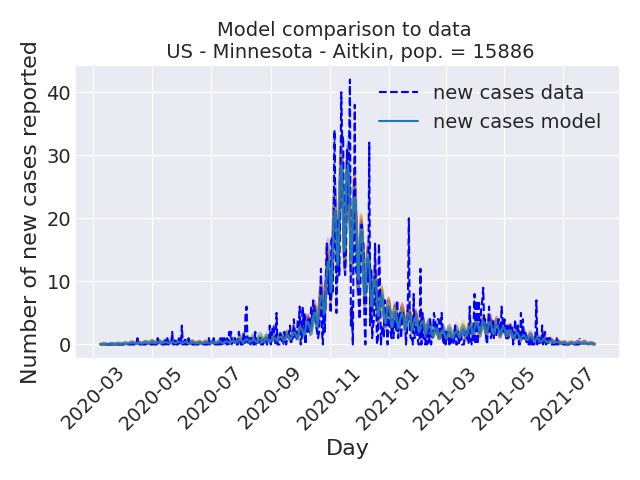 Model comparison to data
US - Minnesota - Aitkin, pop. = 15886
Number of new cases reported
40
30
20
10
0
new cases data
new cases model
2020-03
2020-05
2020-07
2020-09
2020-11
2021-01
2021-03
2021-05
2021-07
Day